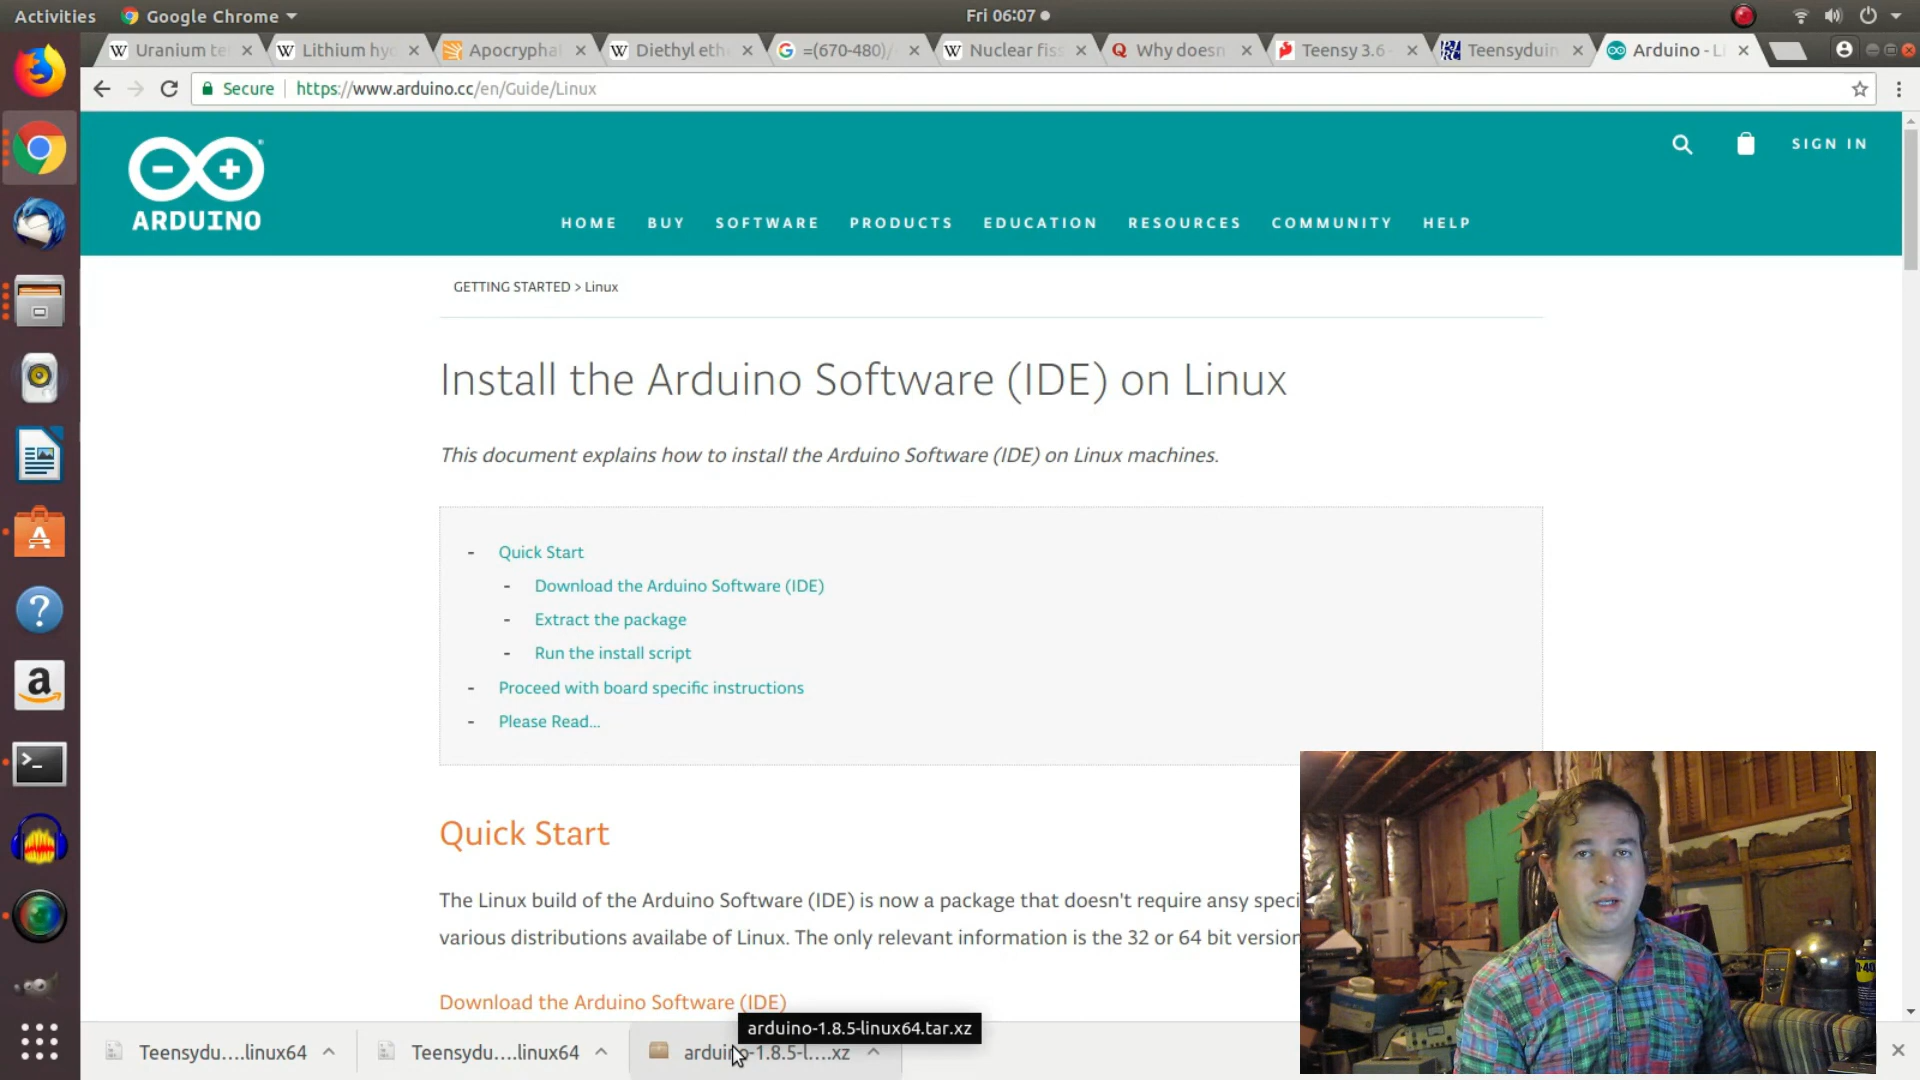 Activities
Google Chrome
Fri 06:07
Uranium te
Lithium hy
Apocryphal
Diethyl eth
=(670-480)/
Nuclear fis
Why doesn
Teensy 3.6
Teensyduin
Arduino - L
Secure
https://www.arduino.cc/en/Guide/Linux
ARDUINO
SIGN IN
HOME
BUY
SOFTWARE
PRODUCTS
EDUCATION
RESOURCES
COMMUNITY
HELP
GETTING STARTED > Linux
Install the Arduino Software (IDE) on Linux
This document explains how to install the Arduino Software (IDE) on Linux machines.
- Quick Start
- Download the Arduino Software (IDE)
- Extract the package
- Run the install script
- Proceed with board specific instructions
- Please Read...
Quick Start
The Linux build of the Arduino Software (IDE) is now a package that doesn't require ansy speci
various distributions availabe of Linux. The only relevant information is the 32 or 64 bit version
Download the Arduino Software (IDE)
arduino-1.8.5-linux64.tar.xz
Teensydu....linux64
Teensydu....linux64
arduino-1.8.5-l....xz